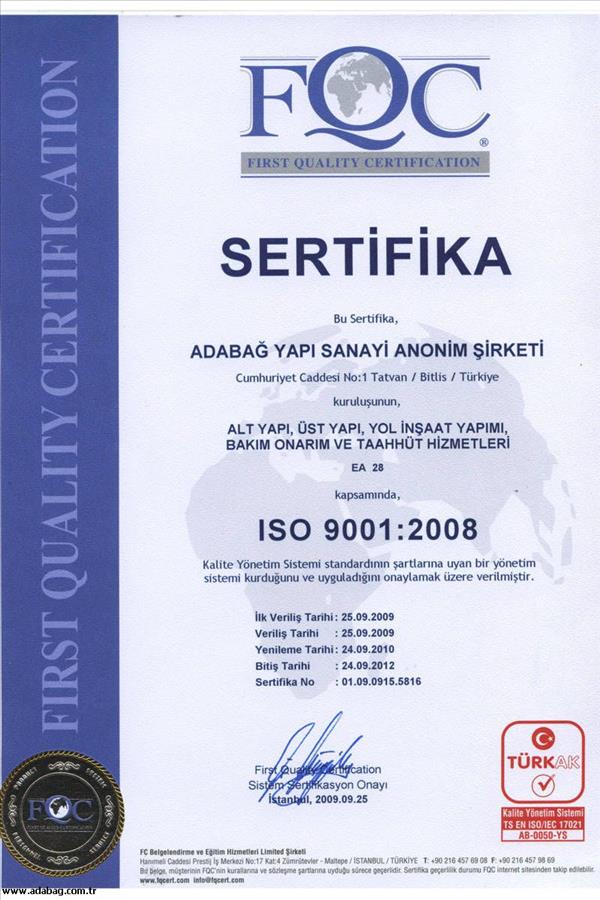 FIRST QUALITY CERTIFICATION
FQC®
FIRST QUALITY CERTIFICATION
SERTİFİKA
Bu Sertifika,
ADABAĞ YAPI SANAYİ ANONİM ŞİRKETİ
Cumhuriyet Caddesi No:1 Tatvan / Bitlis / Türkiye
kuruluşunun,
ALT YAPI, ÜST YAPI, YOL İNŞAAT YAPIMI,
BAKIM ONARIM VE TAAHHÜT HİZMETLERİ
EA 28
kapsamında,
ISO 9001:2008
Kalite Yönetim Sistemi standardının şartlarına uyan bir yönetim
sistemi kurduğunu ve uyguladığını onaylamak üzere verilmiştir.
İlk Veriliş Tarihi : 25.09.2009
Veriliş Tarihi : 25.09.2009
Yenileme Tarihi : 24.09.2010
Bitiş Tarihi : 24.09.2012
Sertifika No : 01.09.0915.5816
First Quality Certification
Sistem Sertifikasyon Onayı
İstanbul, 2009.09.25
TÜRKAK
Kalite Yönetim Sistemi
TS EN ISO/IEC 17021
AB-0050-YS
PRODUCT
SYSTEM
FQC
FIRST QUALITY CERTIFICATION
PERSONNEL
SERVICE
FC Belgelendirme ve Eğitim Hizmetleri Limited Şirketi
Hanımeli Caddesi Prestij İş Merkezi No:17 Kat:4 Zümrütevler - Maltepe / İSTANBUL / TÜRKİYE T: +90 216 457 69 08 F: +90 216 457 98 69
Bu belge, müşterinin FQC'nin kurallarına ve sözleşme şartlarına uyduğu sürece geçerlidir. Sertifika geçerlilik durumu FQC internet sitesinden takip edilebilir.
www.fqcert.com info@fqcert.com
www.adabag.com.tr